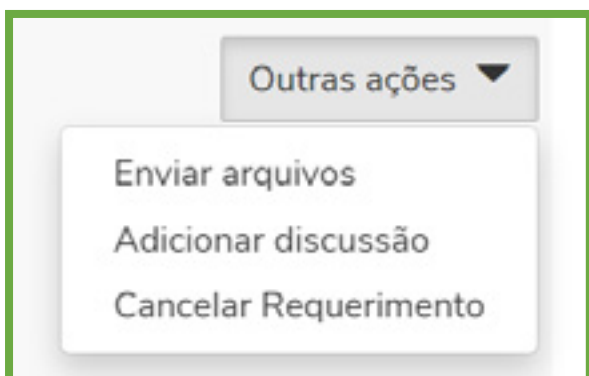 Outras ações
Enviar arquivos
Adicionar discussão
Cancelar Requerimento